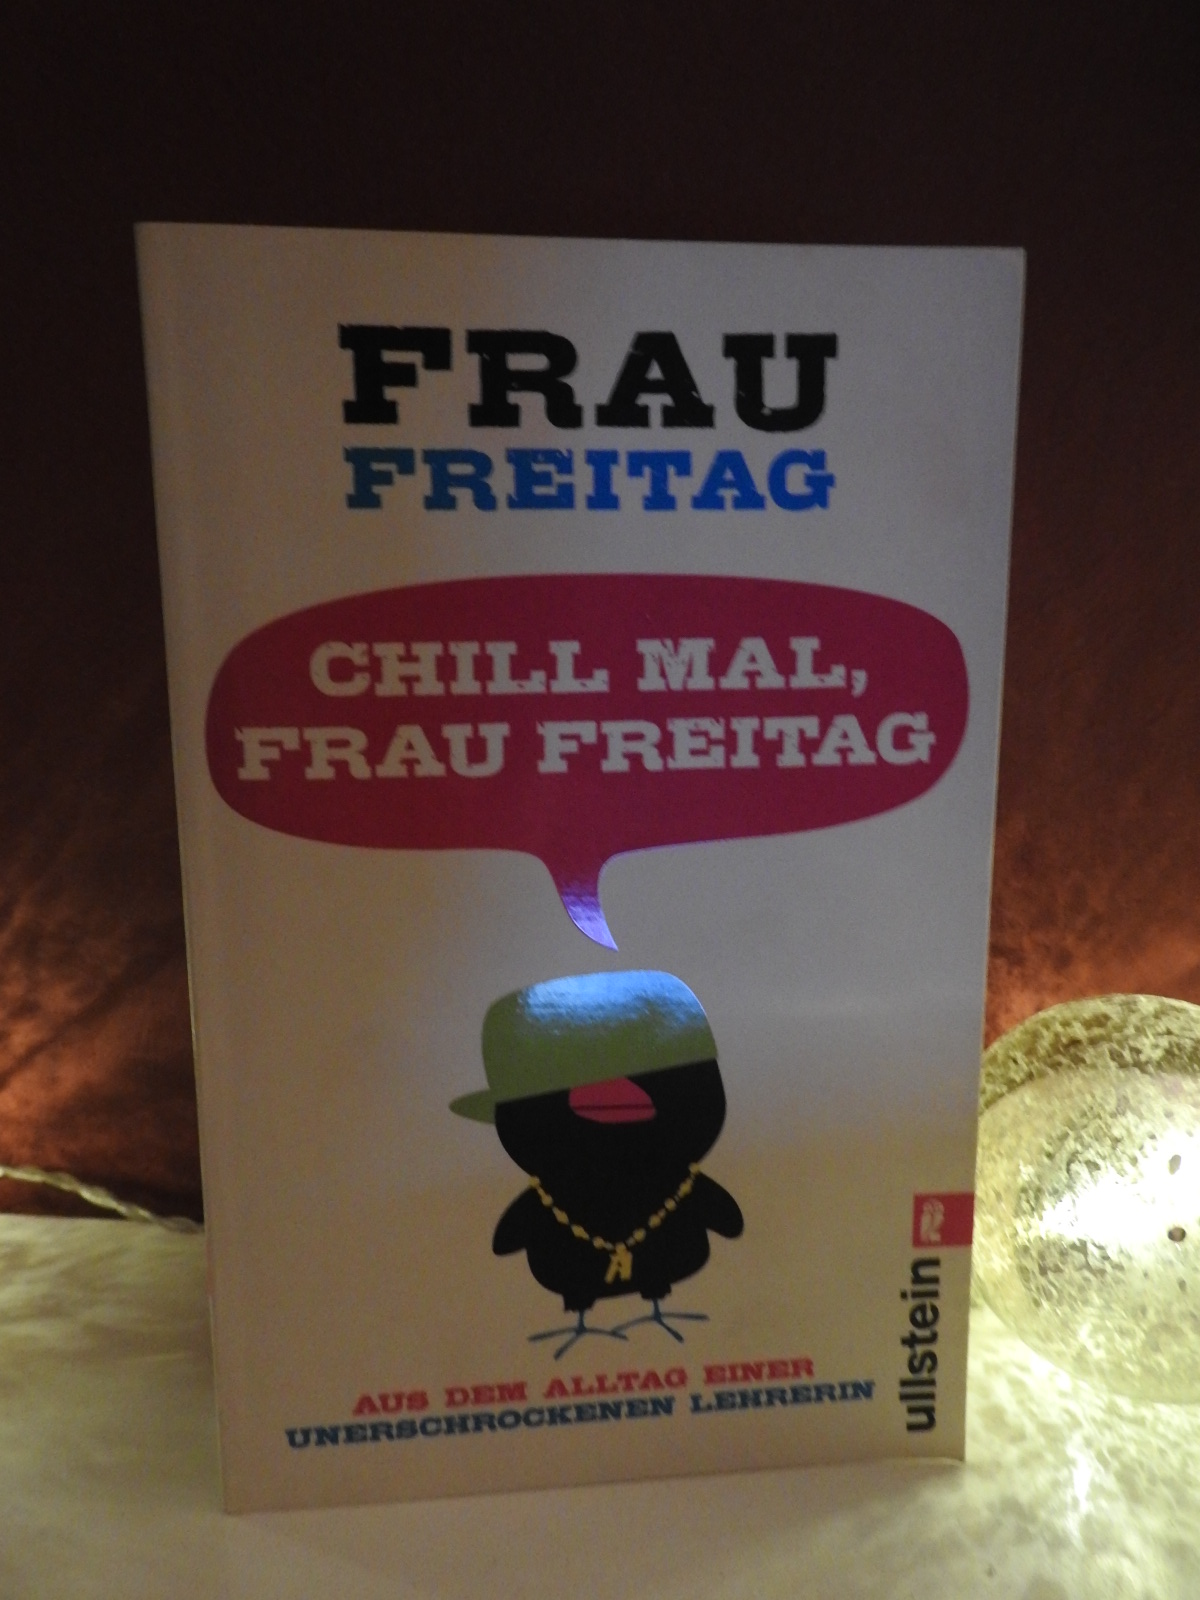 FRAU
FREITAG
CHILL MAL,
FRAU FREITAG
A
AUS DEM ALLTAG EINER
UNERSCHROCKENEN LEHRERIN
ullstein